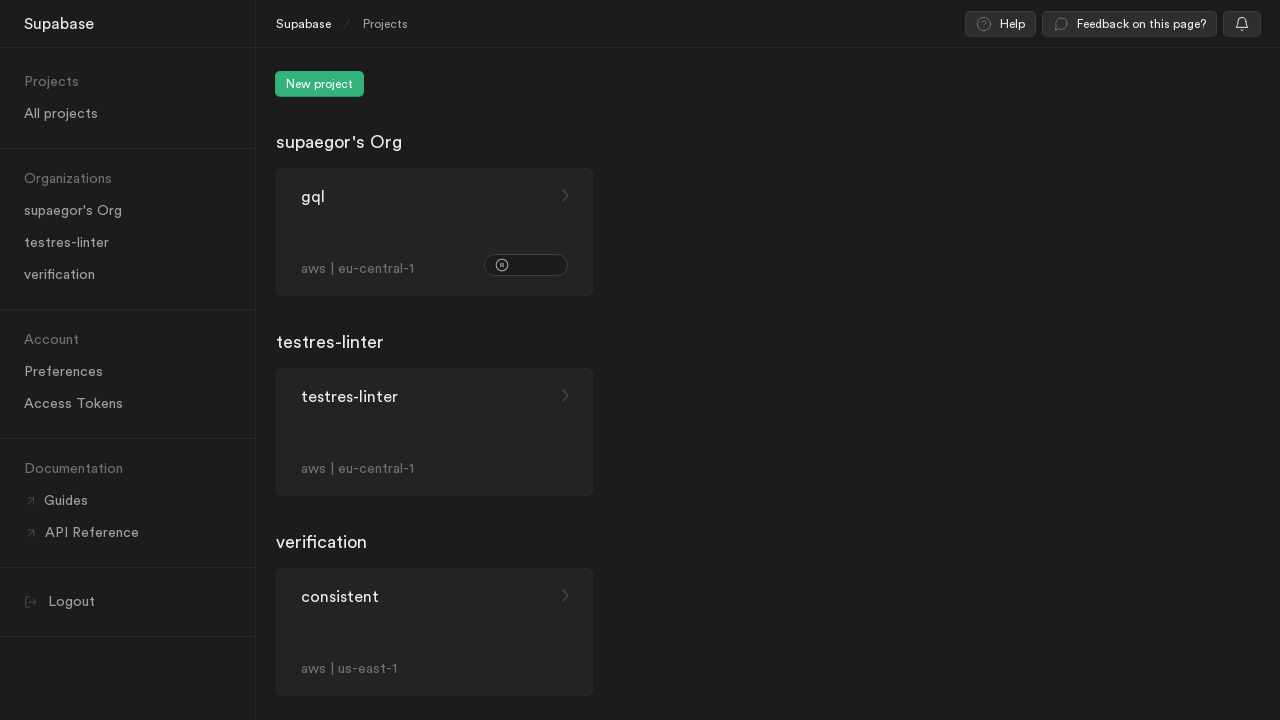 Supabase
Supabase / Projects
Help
Feedback on this page?
Projects
All projects
Organizations
supaegor's Org
testres-linter
verification
Account
Preferences
Access Tokens
Documentation
Guides
API Reference
Logout
New project
supaegor's Org
gql
aws | eu-central-1
testres-linter
testres-linter
aws | eu-central-1
verification
consistent
aws | us-east-1